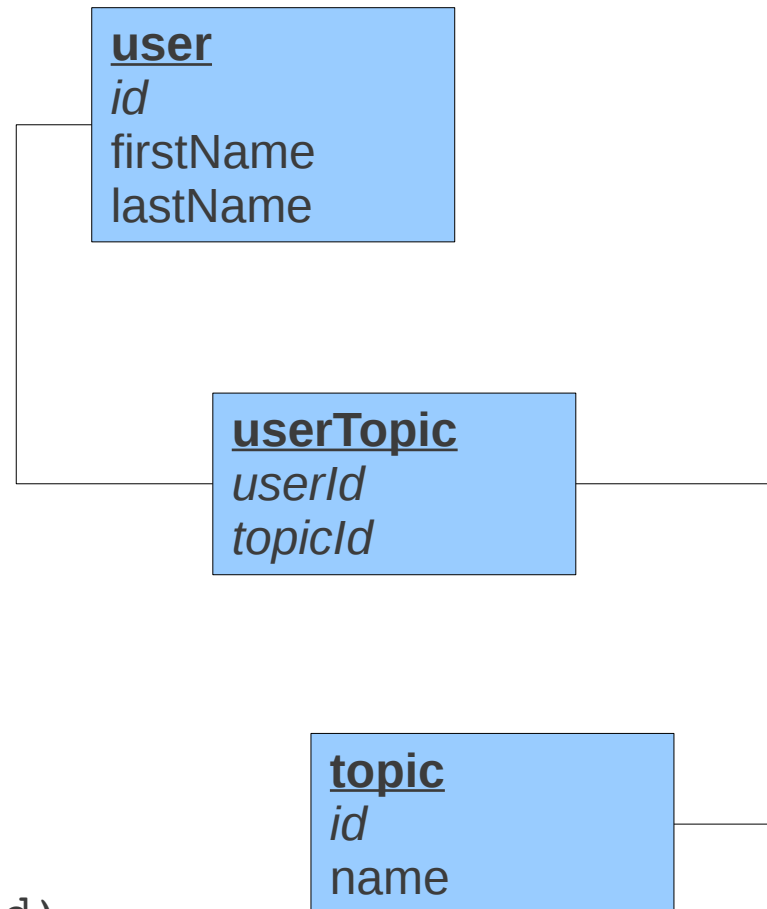 user
id
firstName
lastName
userTopic
userId
topicId
topic
id
name
d)